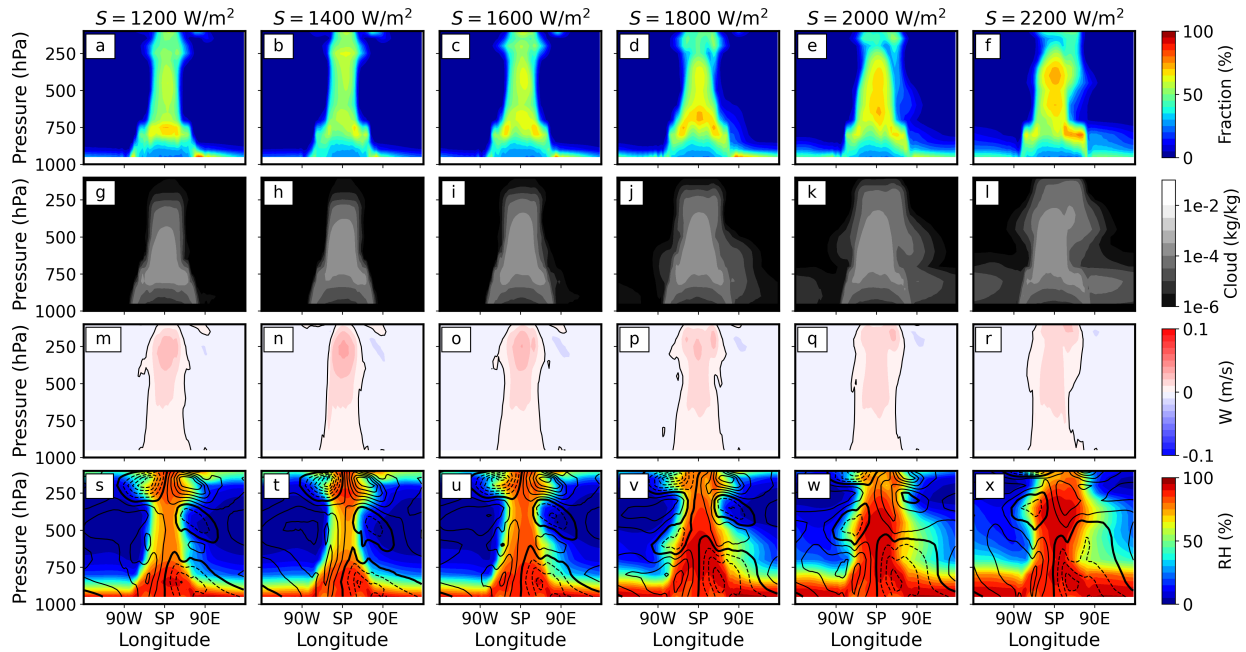 S = 1200 W/m² S = 1400 W/m² S = 1600 W/m² S = 1800 W/m² S = 2000 W/m² S = 2200 W/m²
a b c d e f
Pressure (hPa)
250
500
750
1000
100
50
0
Fraction (%)
g h i j k l
Pressure (hPa)
250
500
750
1000
1e-2
1e-4
1e-6
Cloud (kg/kg)
m n o p q r
Pressure (hPa)
250
500
750
1000
0.1
0
-0.1
W (m/s)
s t u v w x
Pressure (hPa)
250
500
750
1000
100
50
0
RH (%)
90W SP 90E 90W SP 90E 90W SP 90E 90W SP 90E 90W SP 90E 90W SP 90E
Longitude Longitude Longitude Longitude Longitude Longitude